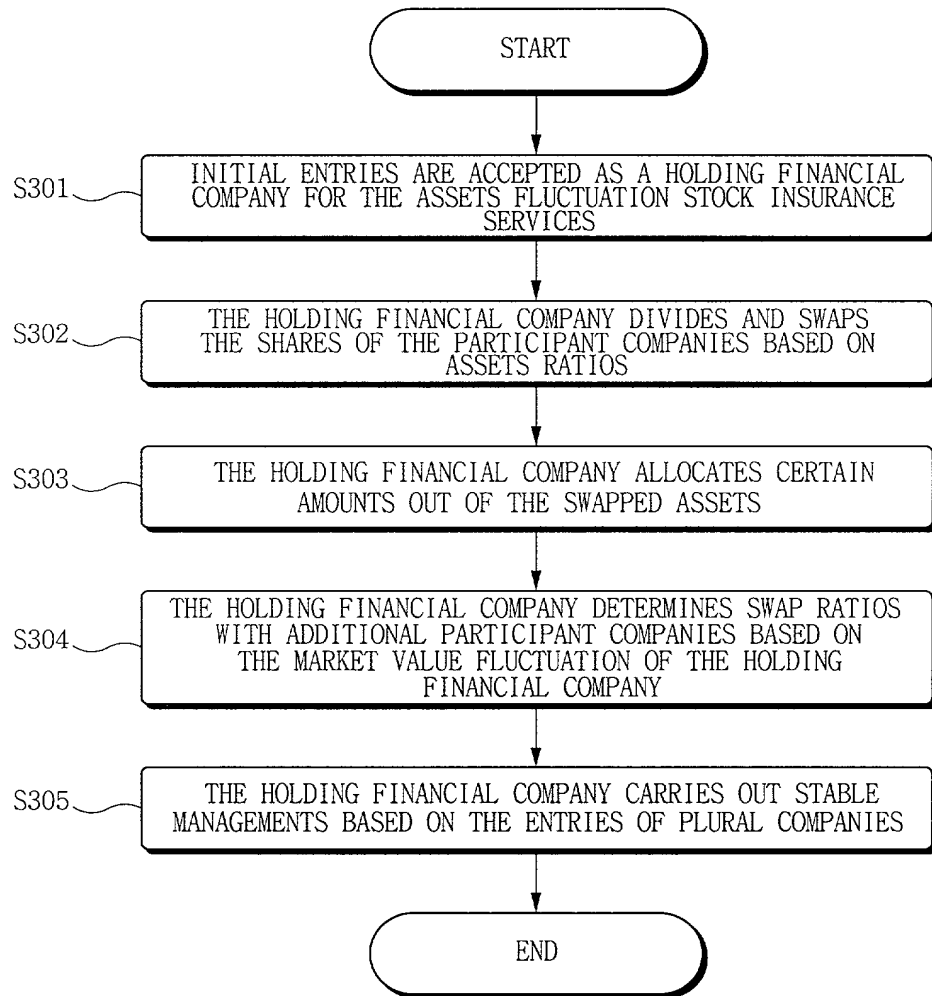 START
S301
INITIAL ENTRIES ARE ACCEPTED AS A HOLDING FINANCIAL
COMPANY FOR THE ASSETS FLUCTUATION STOCK INSURANCE
SERVICES
S302
THE HOLDING FINANCIAL COMPANY DIVIDES AND SWAPS
THE SHARES OF THE PARTICIPANT COMPANIES BASED ON
ASSETS RATIOS
S303
THE HOLDING FINANCIAL COMPANY ALLOCATES CERTAIN
AMOUNTS OUT OF THE SWAPPED ASSETS
S304
THE HOLDING FINANCIAL COMPANY DETERMINES SWAP RATIOS
WITH ADDITIONAL PARTICIPANT COMPANIES BASED ON
THE MARKET VALUE FLUCTUATION OF THE HOLDING
FINANCIAL COMPANY
S305
THE HOLDING FINANCIAL COMPANY CARRIES OUT STABLE
MANAGEMENTS BASED ON THE ENTRIES OF PLURAL COMPANIES
END